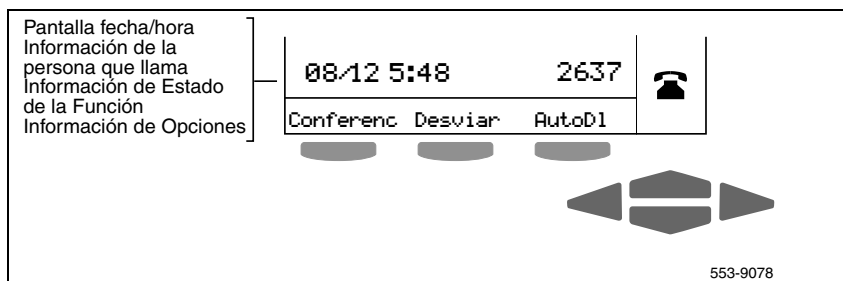 Pantalla fecha/hora
Información de la
persona que llama
Información de Estado
de la Función
Información de Opciones
08/12 5:48 2637
Conferenc Desviar AutoDl
553-9078